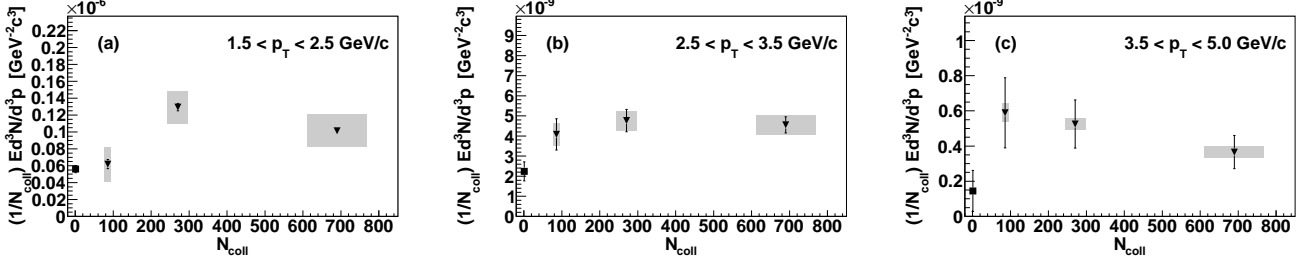 ×10⁻⁶
(a) 1.5 < p_T < 2.5 GeV/c
(1/N_coll) Ed³N/d³p [GeV⁻²c³]
0.22
0.2
0.18
0.16
0.14
0.12
0.1
0.08
0.06
0.04
0.02
0
0 100 200 300 400 500 600 700 800
N_coll
×10⁻⁹
(b) 2.5 < p_T < 3.5 GeV/c
(1/N_coll) Ed³N/d³p [GeV⁻²c³]
9
8
7
6
5
4
3
2
1
0
0 100 200 300 400 500 600 700 800
N_coll
×10⁻⁹
(c) 3.5 < p_T < 5.0 GeV/c
(1/N_coll) Ed³N/d³p [GeV⁻²c³]
1
0.8
0.6
0.4
0.2
0
0 100 200 300 400 500 600 700 800
N_coll